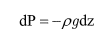 dP = −ρgdz